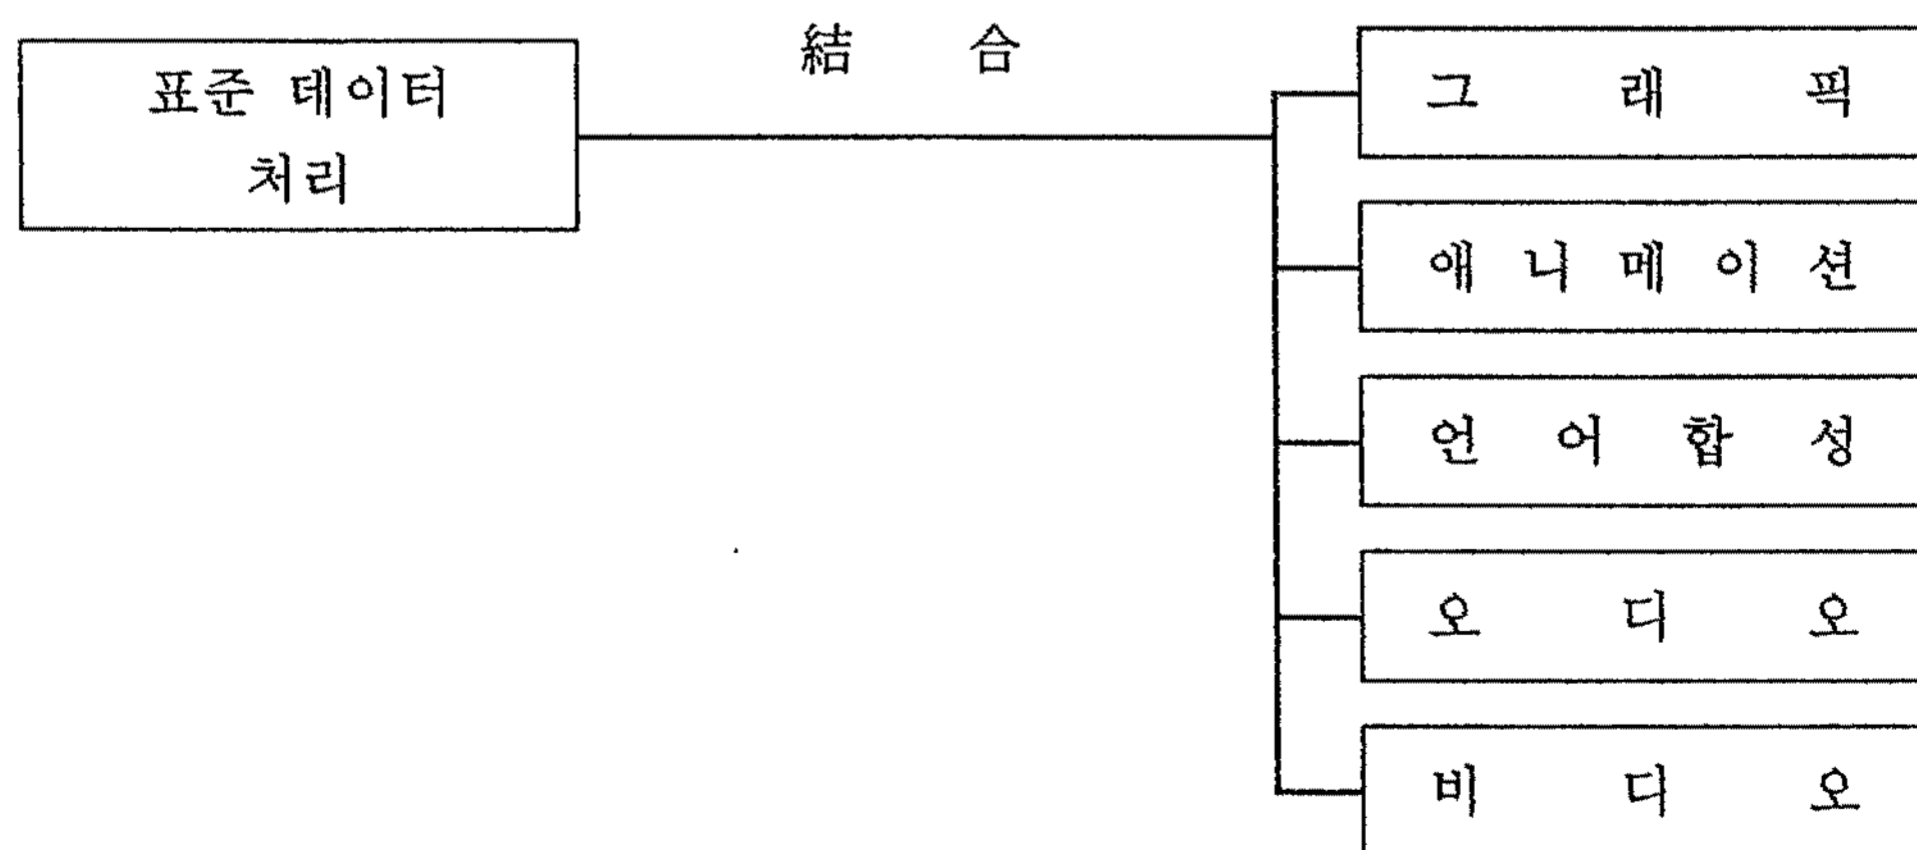 표준 데이터
처리
結 合
그 래 픽
애 니 메 이 션
언 어 합 성
오 디 오
비 디 오